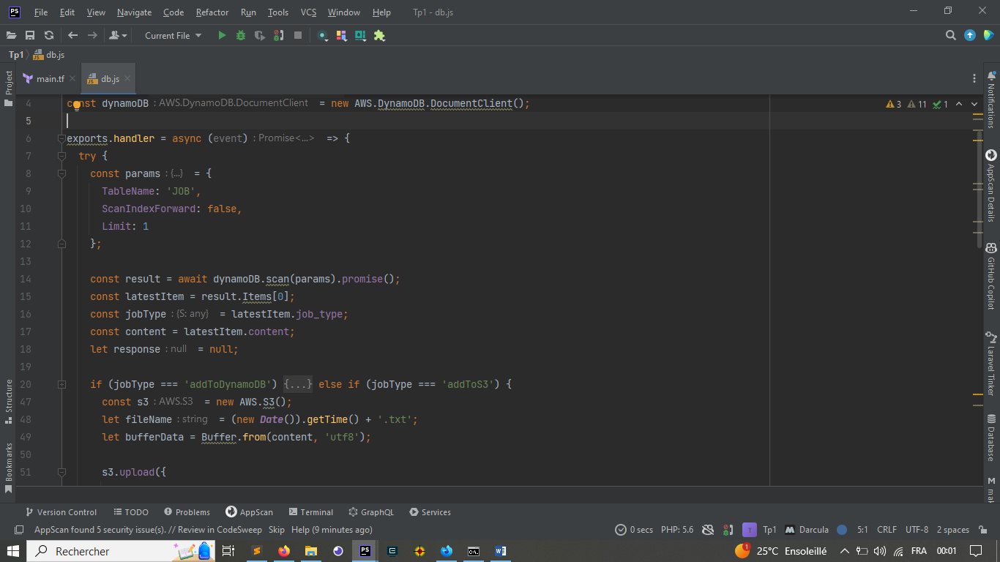 PS File Edit View Navigate Code Refactor Run Tools VCS Window Help Tp1 - db.js
Current File
Tp1 db.js
main.tf db.js
4 const dynamoDB : AWS.DynamoDB.DocumentClient = new AWS.DynamoDB.DocumentClient();
3 11 1
5
6 exports.handler = async (event) : Promise<...> => {
7 try {
8 const params : {...} = {
9 TableName: 'JOB',
10 ScanIndexForward: false,
11 Limit: 1
12 };
13
14 const result = await dynamoDB.scan(params).promise();
15 const latestItem = result.Items[0];
16 const jobType : {S: any} = latestItem.job_type;
17 const content = latestItem.content;
18 let response : null = null;
19
20 if (jobType === 'addToDynamoDB') {...} else if (jobType === 'addToS3') {
47 const s3 : AWS.S3 = new AWS.S3();
48 let fileName : string = (new Date()).getTime() + '.txt';
49 let bufferData = Buffer.from(content, 'utf8');
50
51 s3.upload({
Project
Structure
Bookmarks
Notifications
AppScan Details
GitHub Copilot
Laravel Tinker
Database
M
Version Control TODO Problems AppScan Terminal GraphQL Services
AppScan found 5 security issue(s). // Review in CodeSweep Skip Help (9 minutes ago)
0 secs PHP: 5.6 T Tp1 Darcula 5:1 CRLF UTF-8 2 spaces
Rechercher
PS
1 25°C Ensoleillé FRA 00:01